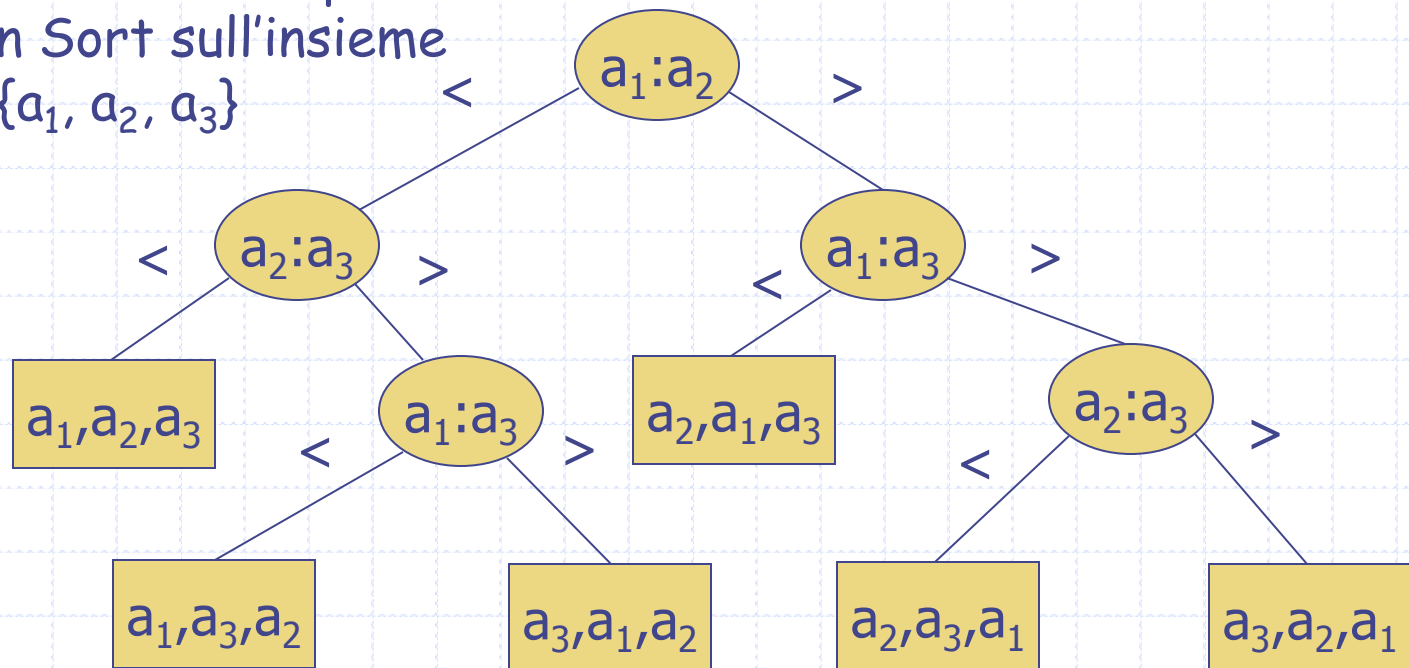 Sort sull'insieme
{a₁, a₂, a₃}
a₁:a₂
< >
a₂:a₃
a₁:a₃
< >
< >
a₁,a₂,a₃
a₁:a₃
a₂,a₁,a₃
a₂:a₃
< >
< >
a₁,a₃,a₂
a₃,a₁,a₂
a₂,a₃,a₁
a₃,a₂,a₁